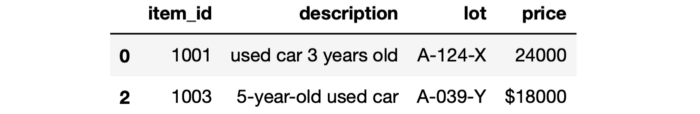 item_id description lot price
0 1001 used car 3 years old A-124-X 24000
2 1003 5-year-old used car A-039-Y $18000